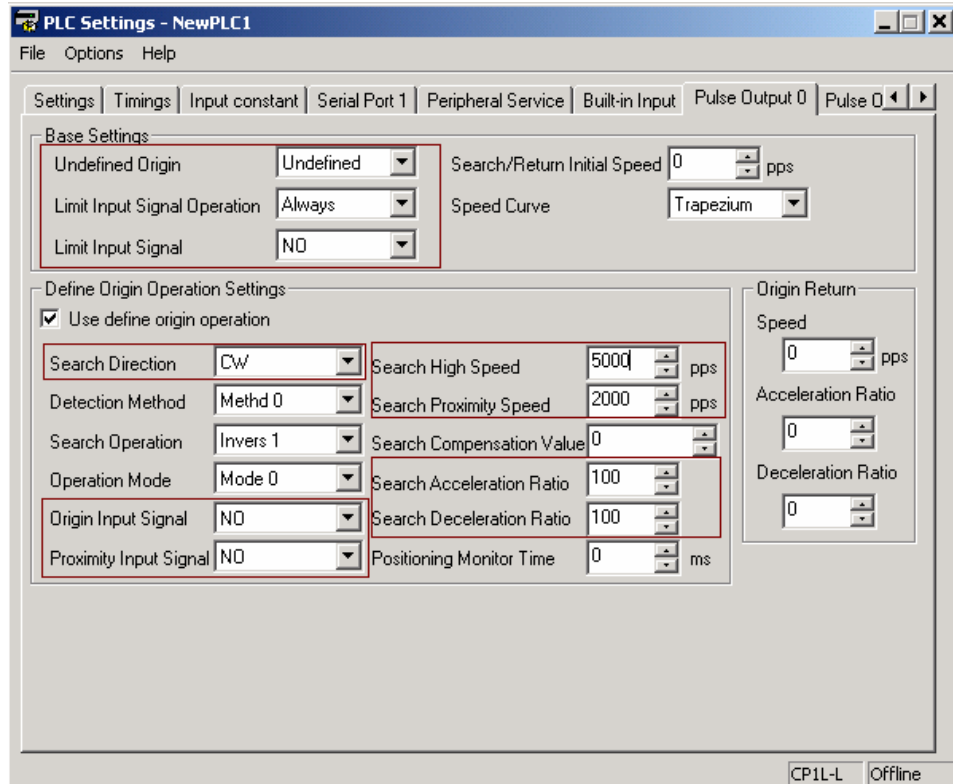 PLC Settings - NewPLC1
File Options Help
Settings Timings Input constant Serial Port 1 Peripheral Service Built-in Input Pulse Output 0 Pulse O
Base Settings
Undefined Origin Undefined Search/Return Initial Speed 0 pps
Limit Input Signal Operation Always Speed Curve Trapezium
Limit Input Signal NO
Define Origin Operation Settings Origin Return
Use define origin operation Speed
0 pps
Search Direction CW Search High Speed 5000 pps
Detection Method Methd 0 Search Proximity Speed 2000 pps Acceleration Ratio
0
Search Operation Invers 1 Search Compensation Value 0
Operation Mode Mode 0 Search Acceleration Ratio 100 Deceleration Ratio
0
Origin Input Signal NO Search Deceleration Ratio 100
Proximity Input Signal NO Positioning Monitor Time 0 ms
CP1L-L Offline